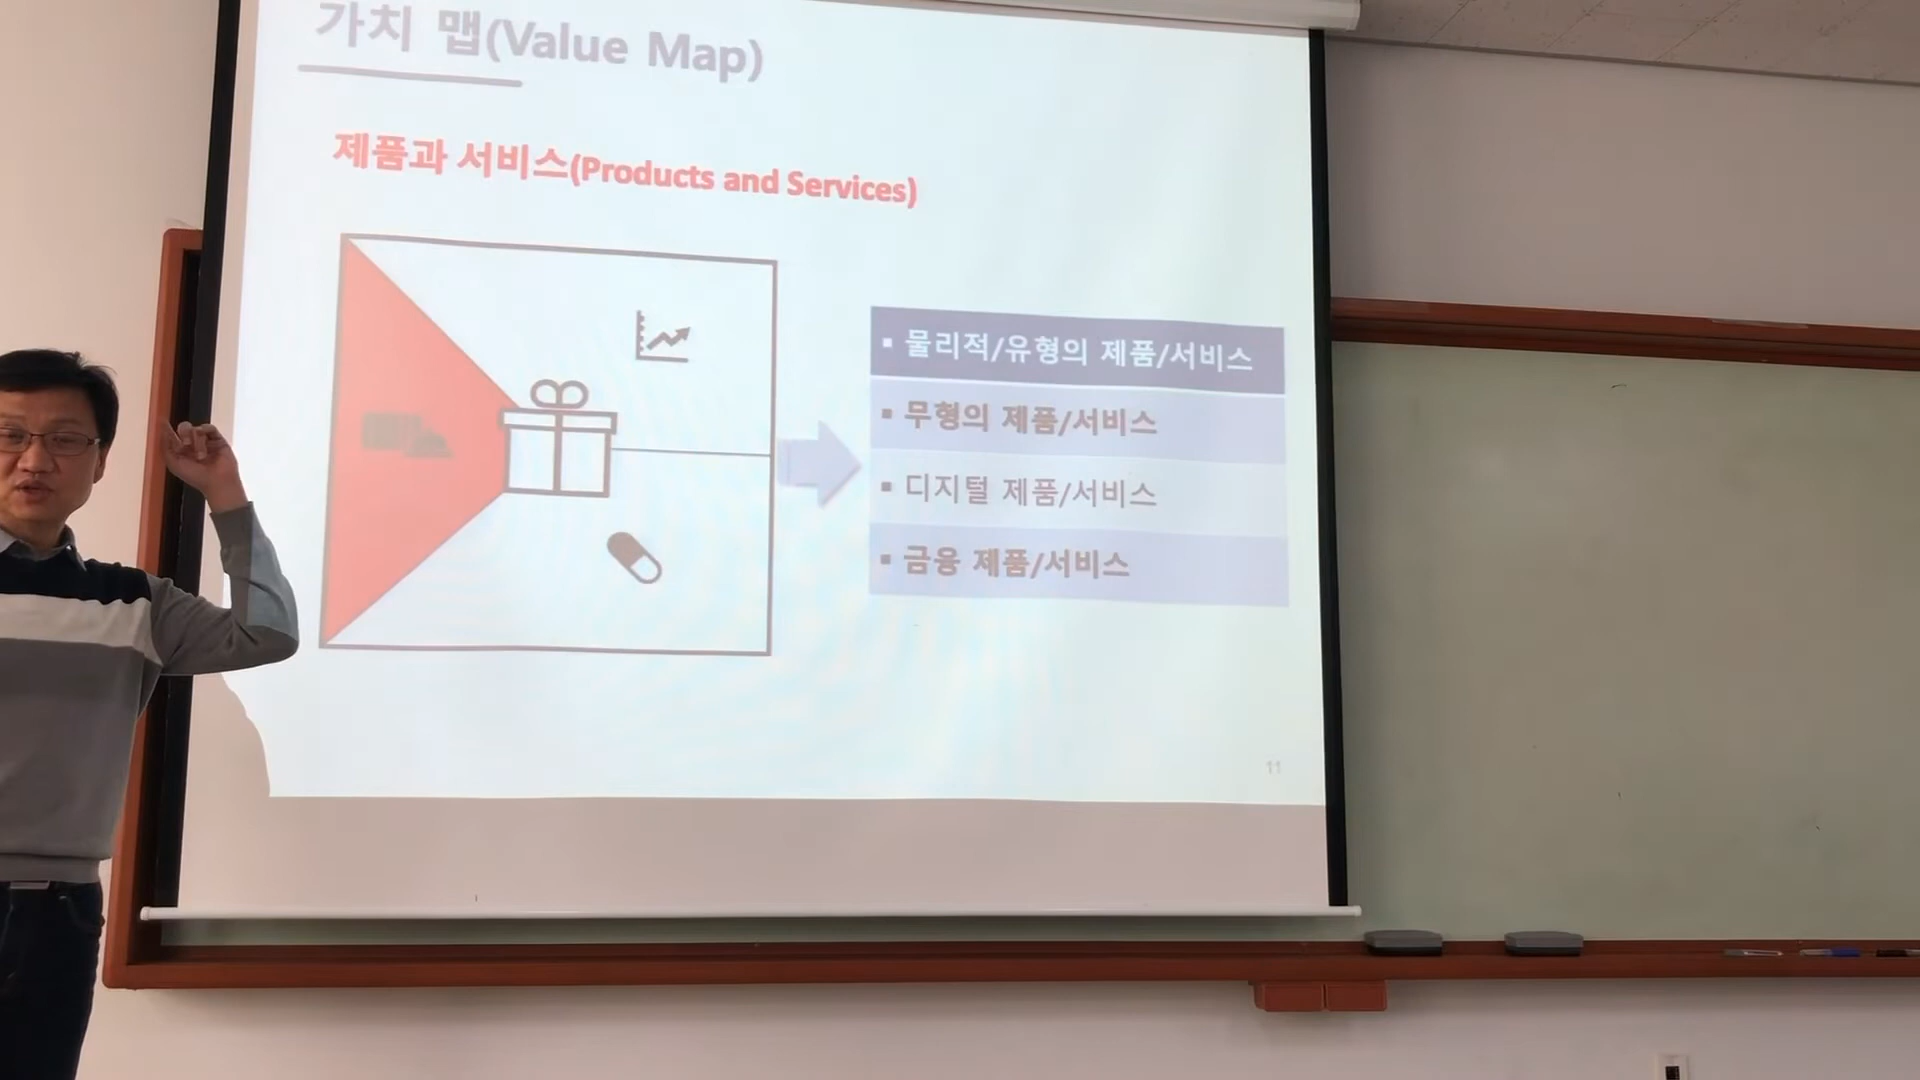 가치 맵(Value Map)
제품과 서비스(Products and Services)
▪ 물리적/유형의 제품/서비스
▪ 무형의 제품/서비스
▪ 디지털 제품/서비스
▪ 금융 제품/서비스
11